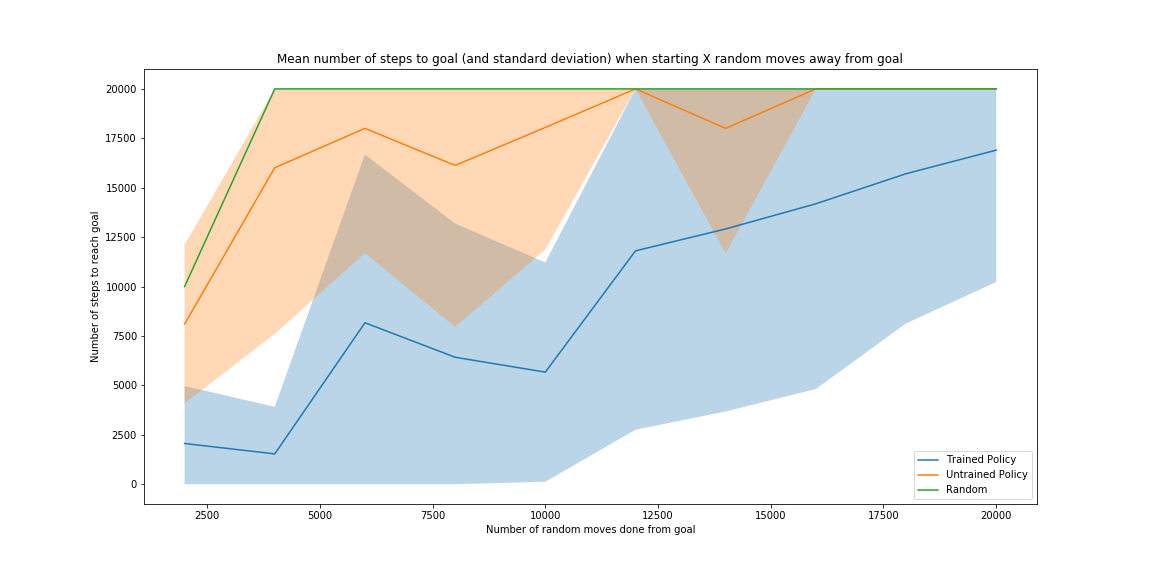 Mean number of steps to goal (and standard deviation) when starting X random moves away from goal
20000
17500
15000
12500
10000
7500
5000
2500
0
Number of steps to reach goal
2500
5000
7500
10000
12500
15000
17500
20000
Number of random moves done from goal
Trained Policy
Untrained Policy
Random